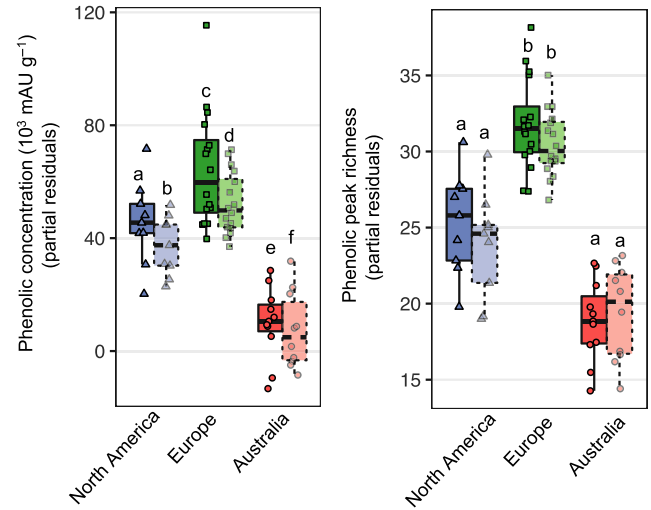 Phenolic concentration (10³ mAU g⁻¹)
(partial residuals)
120
80
40
0
a
b
c
d
e
f
North America
Europe
Australia
Phenolic peak richness
(partial residuals)
35
30
25
20
15
a
a
b
b
a
a
North America
Europe
Australia